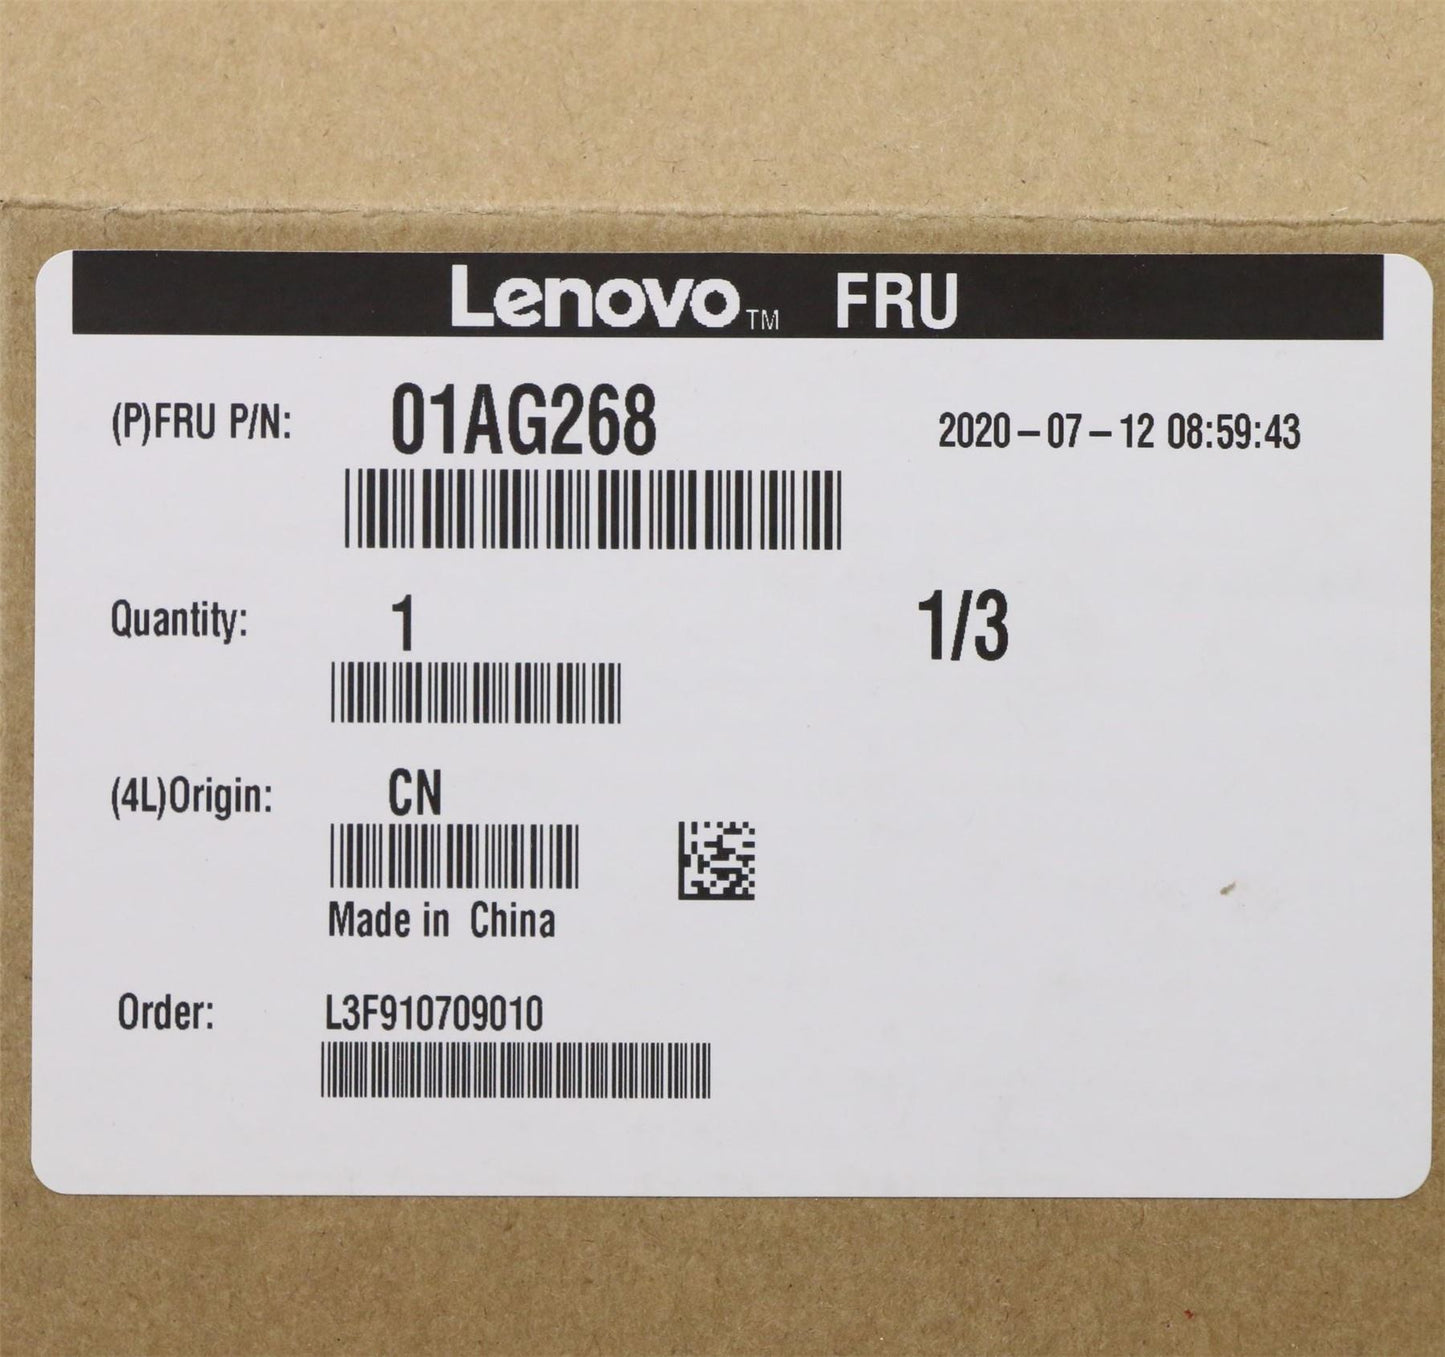 Lenovo™ FRU
(P)FRU P/N: 01AG268 2020-07-12 08:59:43
Quantity: 1 1/3
(4L)Origin: CN
Made in China
Order: L3F910709010